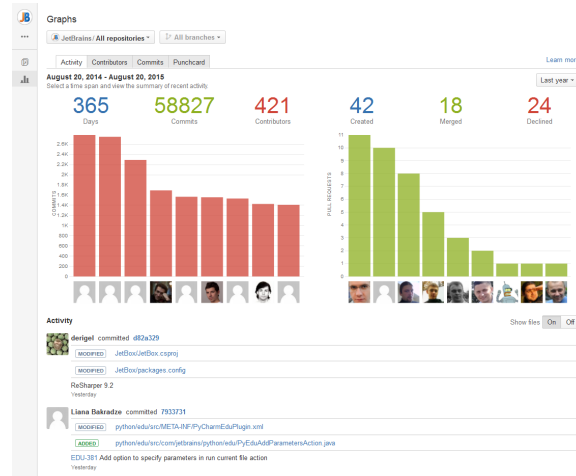 JB
Graphs
JetBrains / All repositories
All branches
Activity Contributors Commits Punchcard
Learn mor
August 20, 2014 - August 20, 2015
Select a time span and view the summary of recent activity.
Last year
365 58827 421 42 18 24
Days Commits Contributors Created Merged Declined
COMMITS
2.6K
2.4K
2.2K
2K
1.8K
1.6K
1.4K
1.2K
1K
800
600
400
200
0
PULL REQUESTS
11
10
9
8
7
6
5
4
3
2
1
0
Activity
Show files On Off
derigel committed d82a329
MODIFIED JetBox/JetBox.csproj
MODIFIED JetBox/packages.config
ReSharper 9.2
Yesterday
Liana Bakradze committed 7933731
MODIFIED python/edu/src/META-INF/PyCharmEduPlugin.xml
ADDED python/edu/src/com/jetbrains/python/edu/PyEduAddParametersAction.java
EDU-381 Add option to specify parameters in run current file action
Yesterday